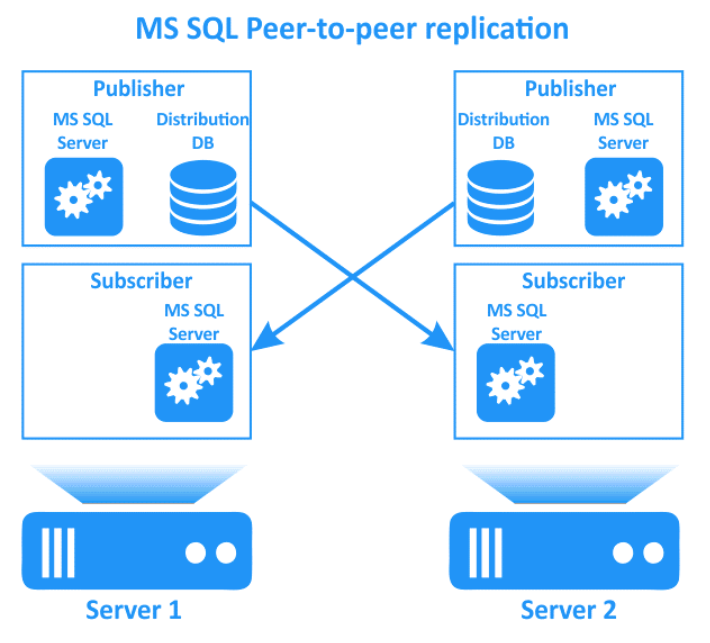 MS SQL Peer-to-peer replication
Publisher
MS SQL
Server
Distribution
DB
Publisher
Distribution
DB
MS SQL
Server
Subscriber
MS SQL
Server
Subscriber
MS SQL
Server
Server 1
Server 2